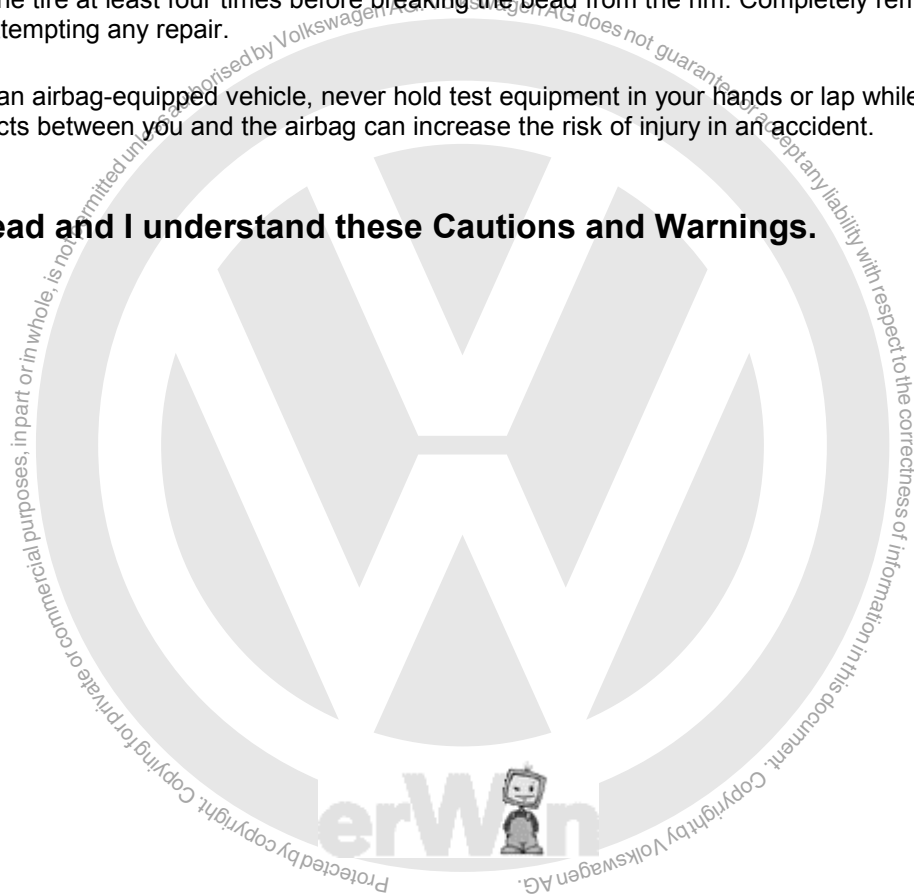 he tire at least four times before breaking the bead from the rim. Completely rem
ttempting any repair.
an airbag-equipped vehicle, never hold test equipment in your hands or lap while
cts between you and the airbag can increase the risk of injury in an accident.
ead and I understand these Cautions and Warnings.
Protected by copyright. Copying for private or commercial purposes, in part or in whole, is not permitted unless authorised by Volkswagen AG. Volkswagen AG does not guarantee or accept any liability with respect to the correctness of information in this document. Copyright by Volkswagen AG.
erWin